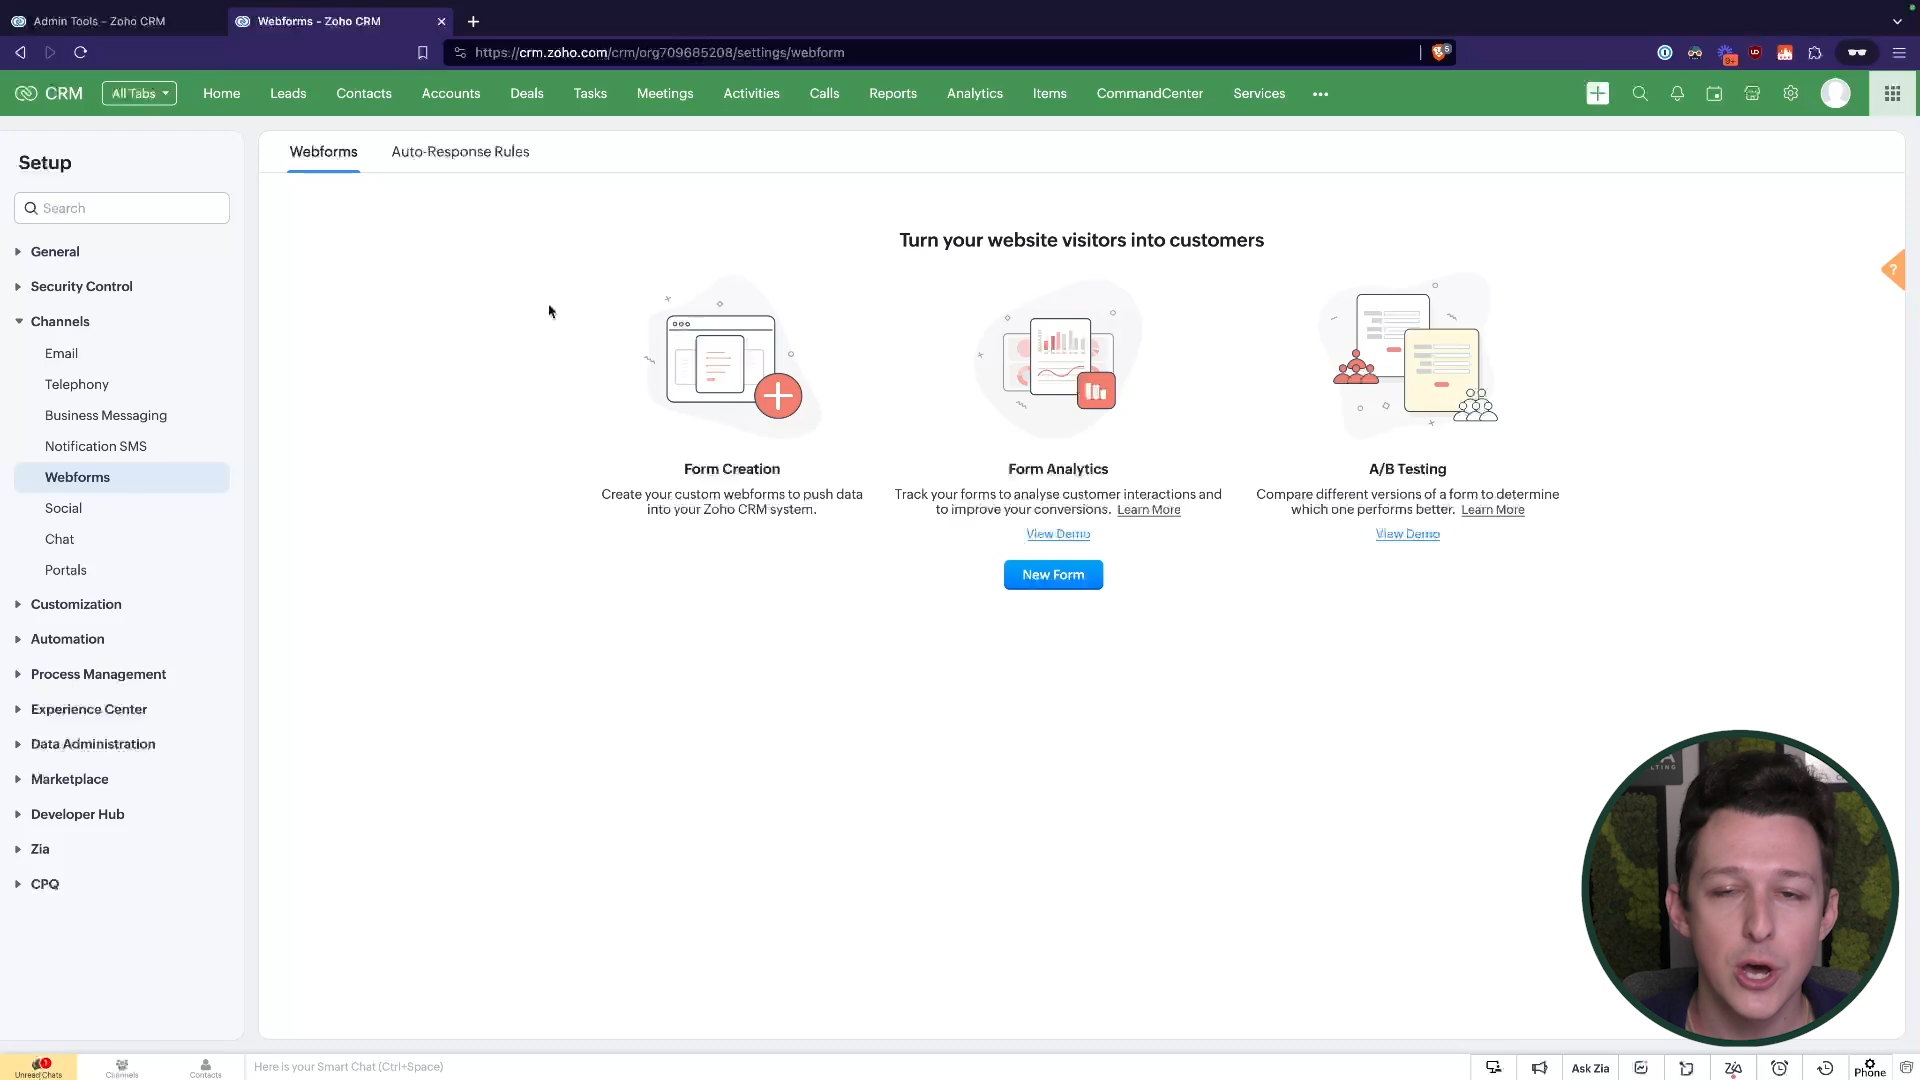 Admin Tools - Zoho CRM
Webforms - Zoho CRM
https://crm.zoho.com/crm/org709685208/settings/webform
5
9+
CRM
All Tabs
Home
Leads
Contacts
Accounts
Deals
Tasks
Meetings
Activities
Calls
Reports
Analytics
Items
CommandCenter
Services
Setup
Search
General
Security Control
Channels
Email
Telephony
Business Messaging
Notification SMS
Webforms
Social
Chat
Portals
Customization
Automation
Process Management
Experience Center
Data Administration
Marketplace
Developer Hub
Zia
CPQ
Webforms
Auto-Response Rules
Turn your website visitors into customers
?
Form Creation
Create your custom webforms to push data
into your Zoho CRM system.
Form Analytics
Track your forms to analyse customer interactions and
to improve your conversions. Learn More
View Demo
A/B Testing
Compare different versions of a form to determine
which one performs better. Learn More
View Demo
New Form
1
Unread Chats
Channels
Contacts
Here is your Smart Chat (Ctrl+Space)
Ask Zia
Phone